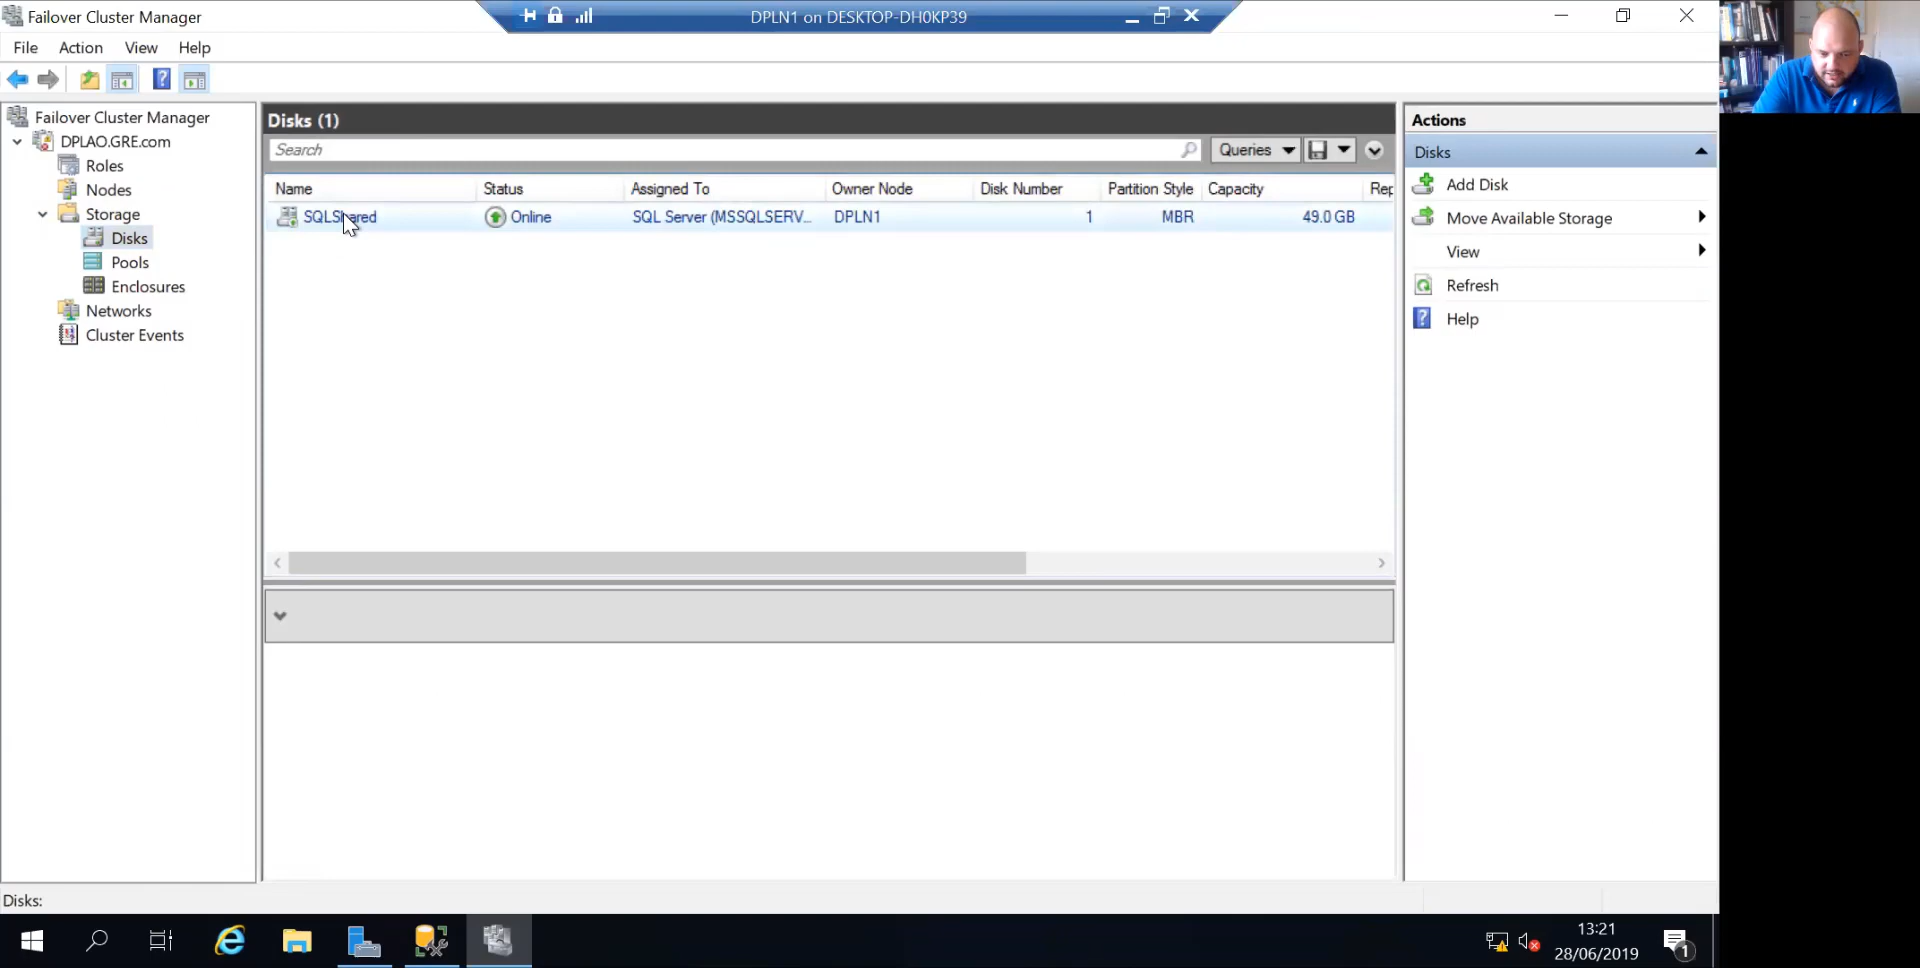 Failover Cluster Manager
DPLN1 on DESKTOP-DH0KP39
File Action View Help
Failover Cluster Manager
DPLAO.GRE.com
Roles
Nodes
Storage
Disks
Pools
Enclosures
Networks
Cluster Events
Disks (1)
Search
Queries
Name Status Assigned To Owner Node Disk Number Partition Style Capacity Rep
SQLShared Online SQL Server (MSSQLSERV... DPLN1 1 MBR 49.0 GB
Actions
Disks
Add Disk
Move Available Storage
View
Refresh
Help
Disks:
13:21
28/06/2019
1